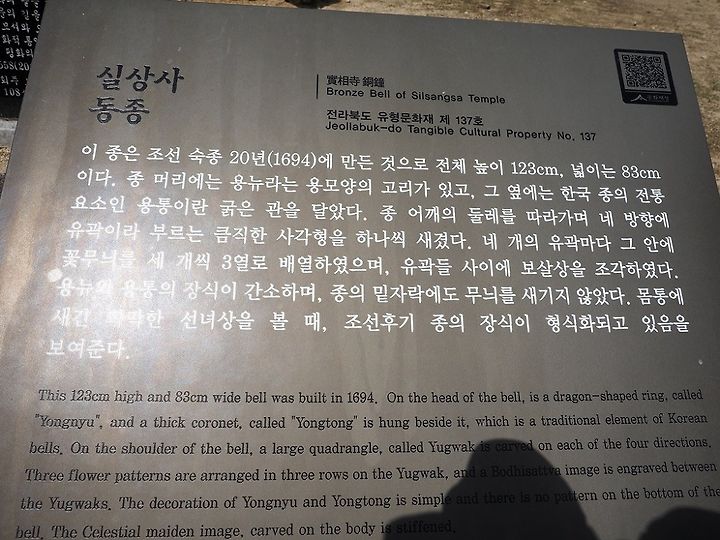 실상사
동종
實相寺 銅鐘
Bronze Bell of Silsangsa Temple
전라북도 유형문화재 제 137호
Jeollabuk-do Tangible Cultural Property No. 137
이 종은 조선 숙종 20년(1694)에 만든 것으로 전체 높이 123cm, 넓이는 83cm
이다. 종 머리에는 용뉴라는 용모양의 고리가 있고, 그 옆에는 한국 종의 전통
요소인 용통이란 굵은 관을 달았다. 종 어깨의 둘레를 따라가며 네 방향에
유곽이라 부르는 큼직한 사각형을 하나씩 새겼다. 네 개의 유곽마다 그 안에
꽃무늬를 세 개씩 3열로 배열하였으며, 유곽들 사이에 보살상을 조각하였다.
용뉴와 용통의 장식이 간소하며, 종의 밑자락에도 무늬를 새기지 않았다. 몸통에
새긴 딱딱한 선녀상을 볼 때, 조선후기 종의 장식이 형식화되고 있음을
보여준다.
This 123cm high and 83cm wide bell was built in 1694. On the head of the bell, is a dragon-shaped ring, called
"Yongnyu", and a thick coronet, called "Yongtong" is hung beside it, which is a traditional element of Korean
bells. On the shoulder of the bell, a large quadrangle, called Yugwak is carved on each of the four directions.
Three flower patterns are arranged in three rows on the Yugwak, and a Bodhisattva image is engraved between
the Yugwaks. The decoration of Yongnyu and Yongtong is simple and there is no pattern on the bottom of the
bell. The Celestial maiden image, carved on the body is stiffened.